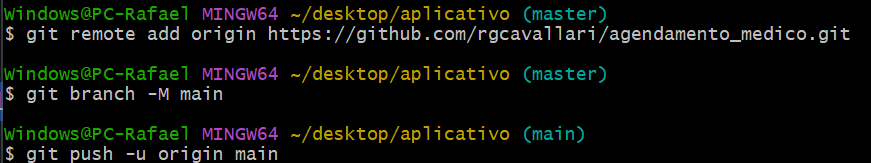 Windows@PC-Rafael MINGW64 ~/desktop/aplicativo (master)
$ git remote add origin https://github.com/rgcavallari/agendamento_medico.git
Windows@PC-Rafael MINGW64 ~/desktop/aplicativo (master)
$ git branch -M main
Windows@PC-Rafael MINGW64 ~/desktop/aplicativo (main)
$ git push -u origin main